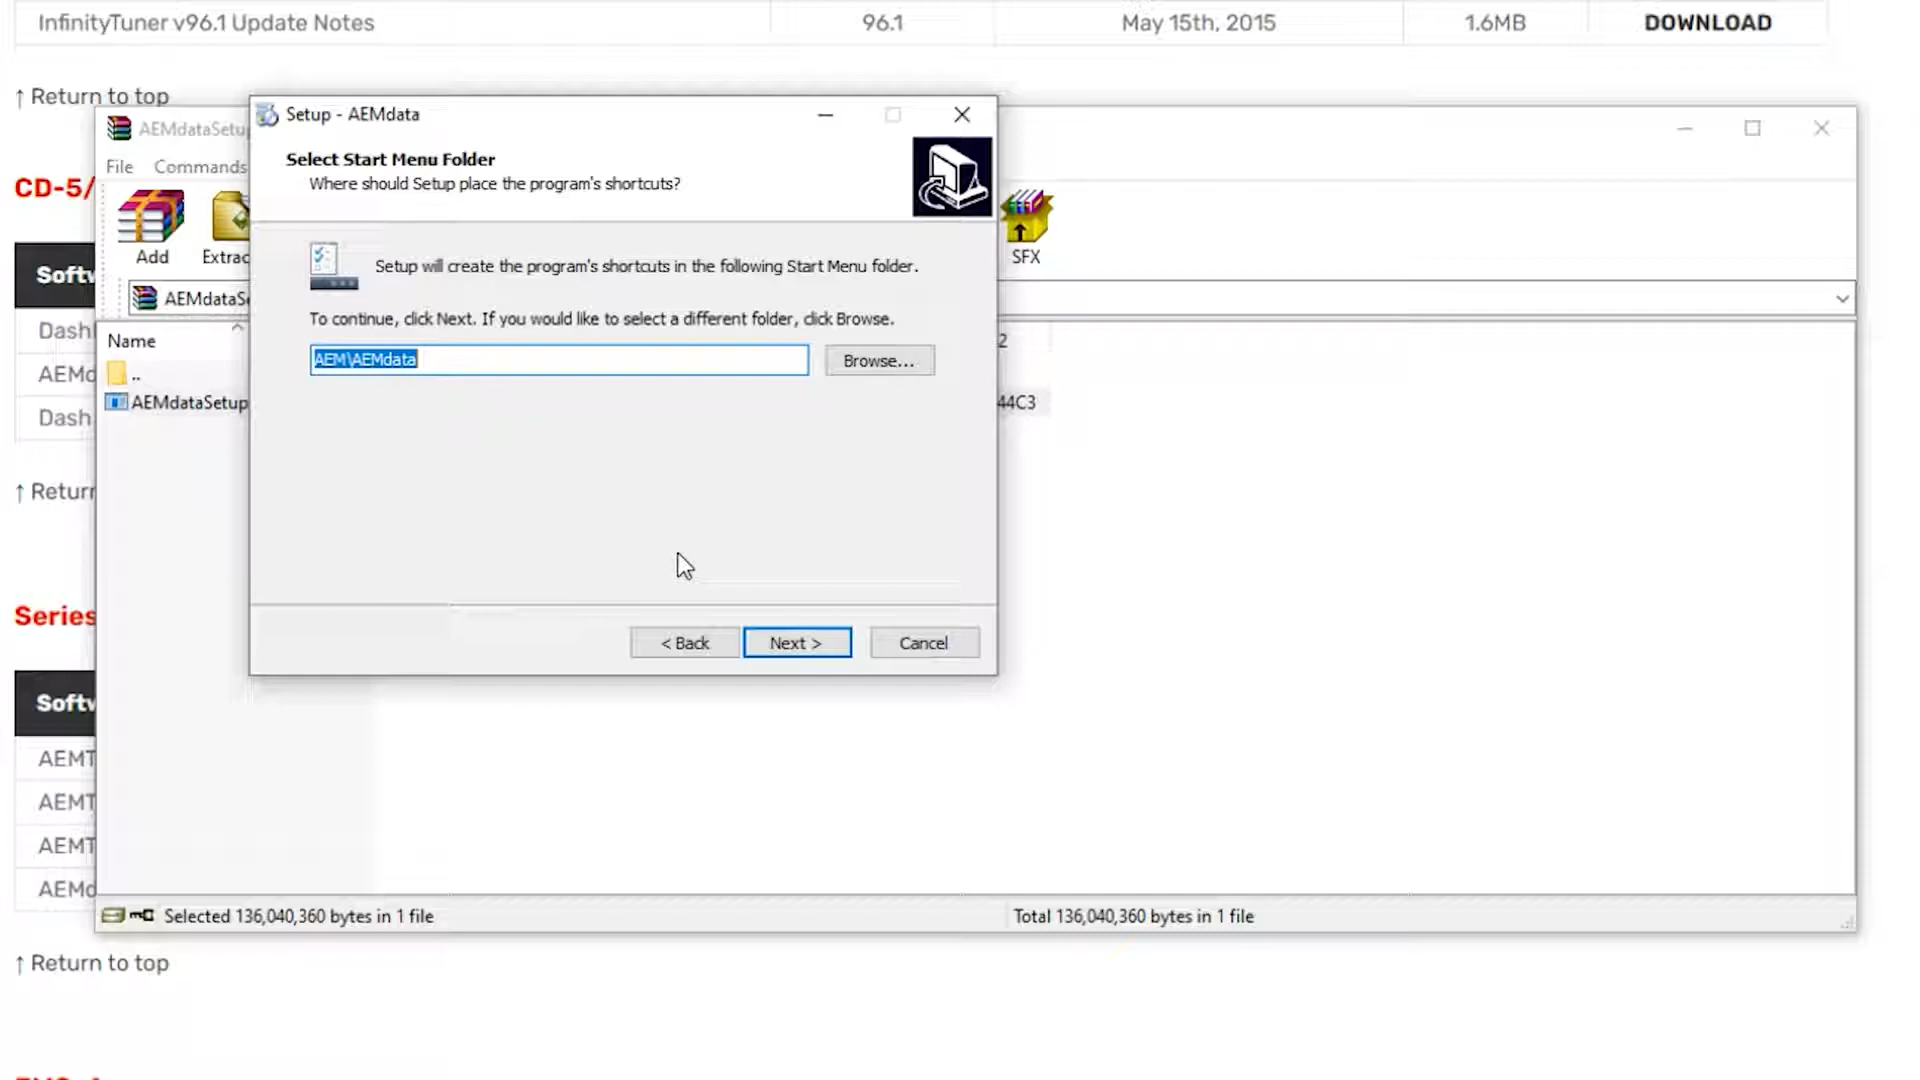 InfinityTuner v96.1 Update Notes 96.1 May 15th, 2015 1.6MB DOWNLOAD
↑ Return to top
Setup - AEMdata
AEMdataSetu
Select Start Menu Folder
Where should Setup place the program's shortcuts?
File Commands
CD-5/
Add Extrac SFX
Softw
Setup will create the program's shortcuts in the following Start Menu folder.
AEMdataSe
To continue, click Next. If you would like to select a different folder, click Browse.
Dash
Name
2
AEM\AEMdata
Browse...
AEMd
..
AEMdataSetup
44C3
Dash
↑ Return
Series
< Back Next > Cancel
Softw
AEMT
AEMT
AEMT
AEMd
Selected 136,040,360 bytes in 1 file Total 136,040,360 bytes in 1 file
↑ Return to top